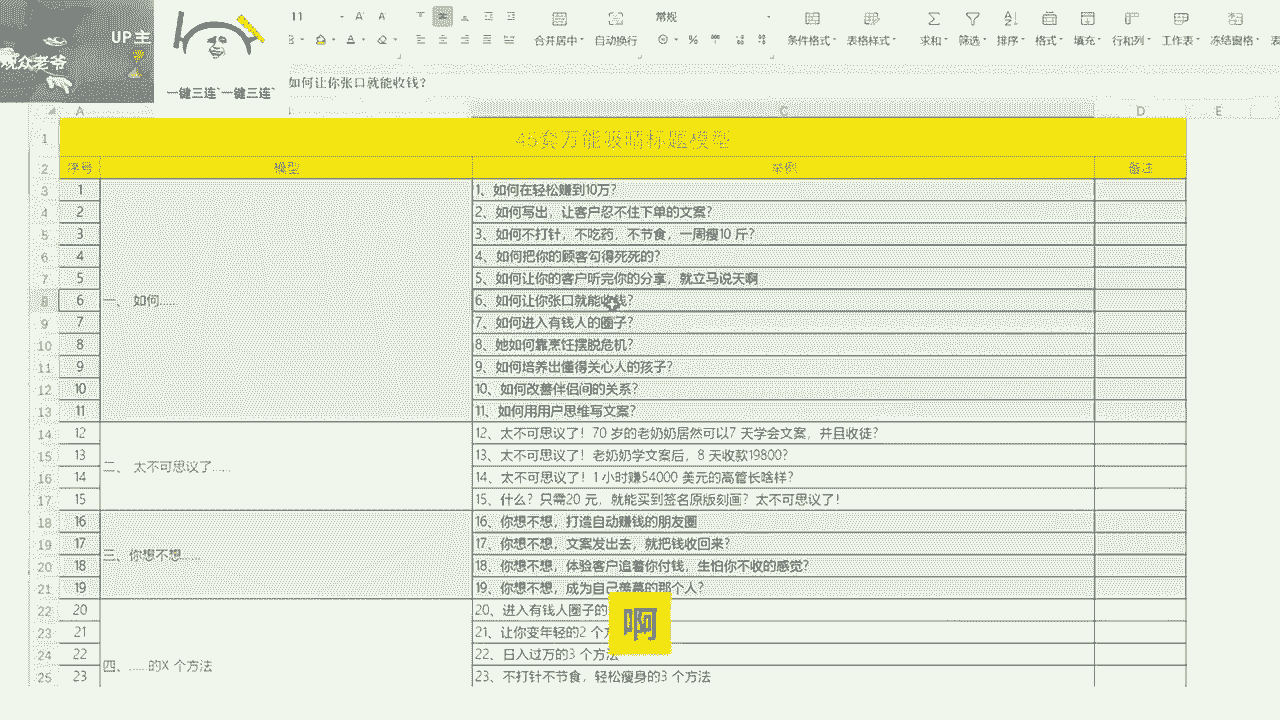 UP主
观众老爷
一键三连`一键三连`
11
A A
常规
合并居中 自动换行
条件格式 表格样式 求和 筛选 排序 格式 填充 行和列 工作表 冻结窗格
如何让你张口就能收钱?
A C D E
1 45套万能吸睛标题模型
2 序号 模型 举例 备注
3 1 1、如何在轻松赚到10万?
4 2 2、如何写出，让客户忍不住下单的文案?
5 3 3、如何不打针，不吃药，不节食，一周瘦10 斤?
6 4 4、如何把你的顾客勾得死死的?
7 5 5、如何让你的客户听完你的分享，就立马说天啊
8 6 一、 如何..... 6、如何让你张口就能收钱?
9 7 7、如何进入有钱人的圈子?
10 8 8、她如何靠烹饪摆脱危机?
11 9 9、如何培养出懂得关心人的孩子?
12 10 10、如何改善伴侣间的关系?
13 11 11、如何用用户思维写文案?
14 12 12、太不可思议了！70 岁的老奶奶居然可以7 天学会文案，并且收徒?
15 13 二、 太不可思议了...... 13、太不可思议了！老奶奶学文案后，8 天收款19800?
16 14 14、太不可思议了！1 小时赚54000 美元的高管长啥样?
17 15 15、什么？只需20 元，就能买到签名原版刻画？太不可思议了！
18 16 16、你想不想，打造自动赚钱的朋友圈
19 17 三、你想不想...... 17、你想不想，文案发出去，就把钱收回来?
20 18 18、你想不想，体验客户追着你付钱，生怕你不收的感觉?
21 19 19、你想不想，成为自己羡慕的那个人?
22 20 20、进入有钱人圈子的
23 21 21、让你变年轻的2 个方
24 22 四、..... 的X 个方法 22、日入过万的3 个方法
25 23 23、不打针不节食，轻松瘦身的3 个方法
啊